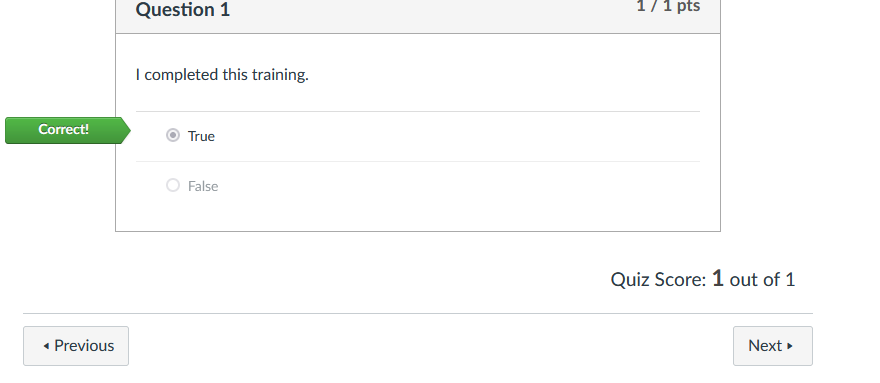 Question 1
1 / 1 pts
I completed this training.
Correct!
True
False
Quiz Score: 1 out of 1
Previous
Next